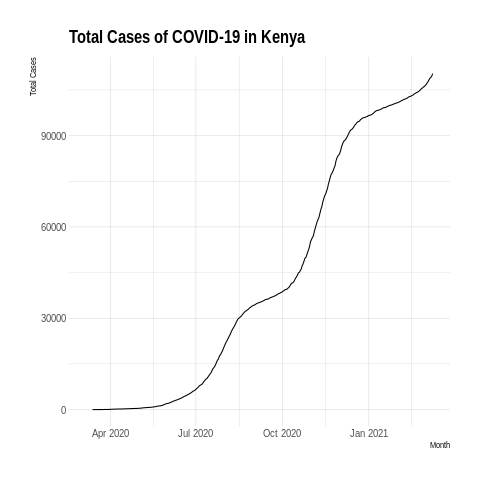 Total Cases of COVID-19 in Kenya
Total Cases
90000
60000
30000
0
Apr 2020 Jul 2020 Oct 2020 Jan 2021
Month